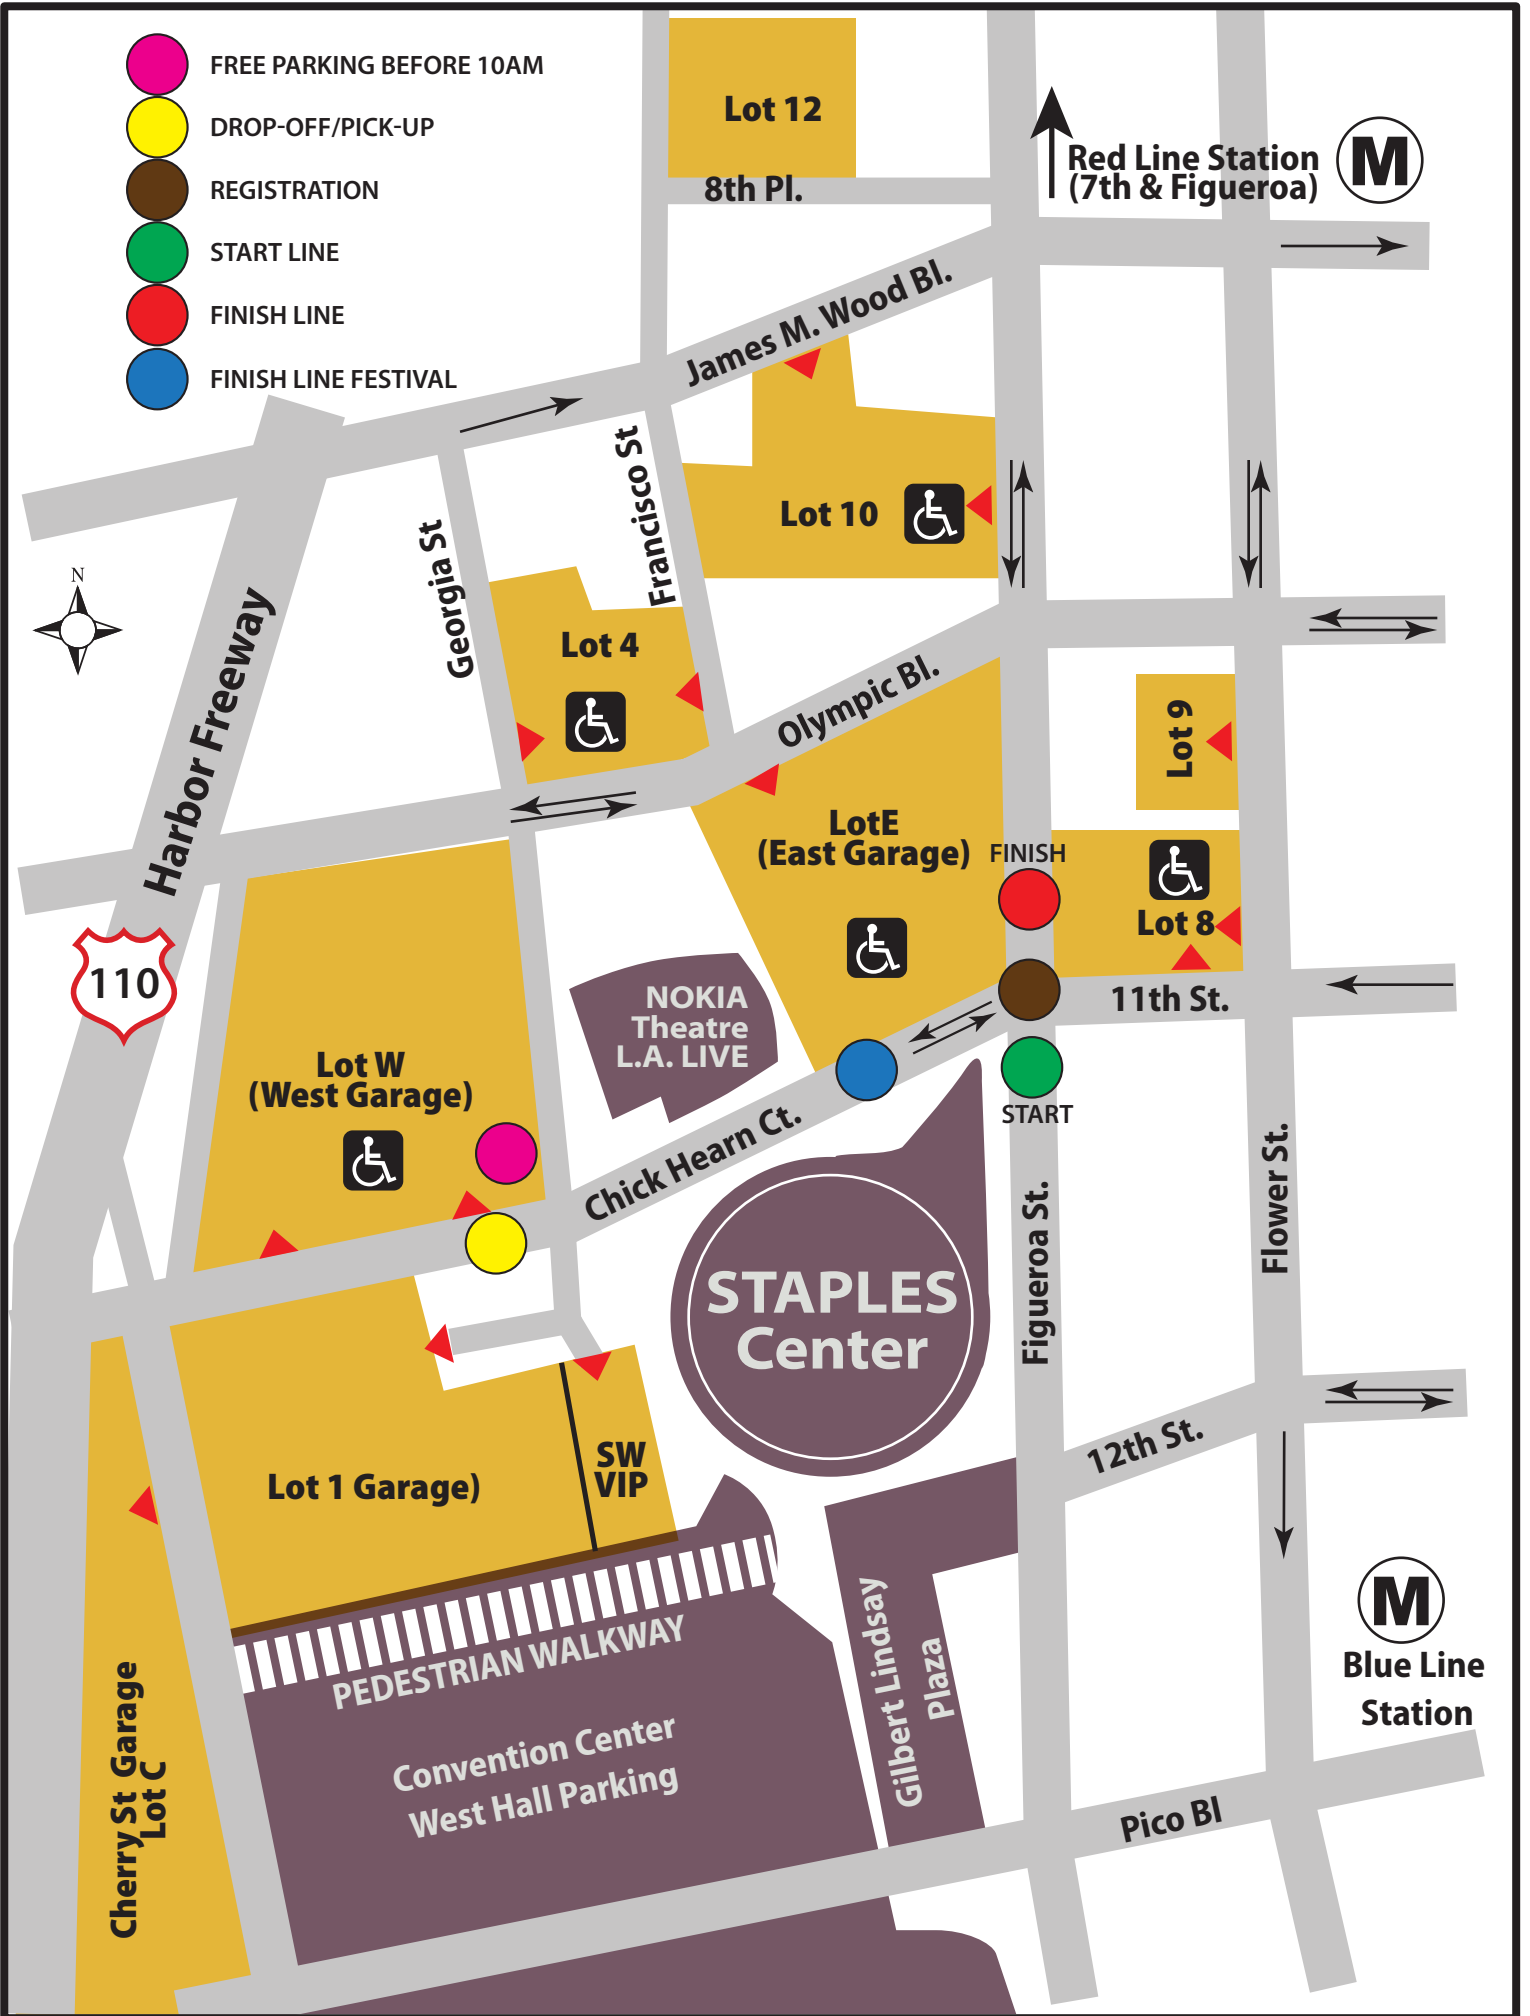 FREE PARKING BEFORE 10AM
DROP-OFF/PICK-UP
REGISTRATION
START LINE
FINISH LINE
FINISH LINE FESTIVAL
Lot 12
8th Pl.
Red Line Station
(7th & Figueroa)
M
James M. Wood Bl.
Francisco St
Georgia St
Lot 10
N
Harbor Freeway
Lot 4
Olympic Bl.
Lot 9
LotE
(East Garage)
FINISH
Lot 8
110
NOKIA
Theatre
L.A. LIVE
11th St.
Lot W
(West Garage)
START
Chick Hearn Ct.
Flower St.
Figueroa St.
STAPLES
Center
12th St.
SW
VIP
Lot 1 Garage)
M
Blue Line
Station
PEDESTRIAN WALKWAY
Gilbert Lindsay
Plaza
Cherry St Garage
Lot C
Convention Center
West Hall Parking
Pico Bl